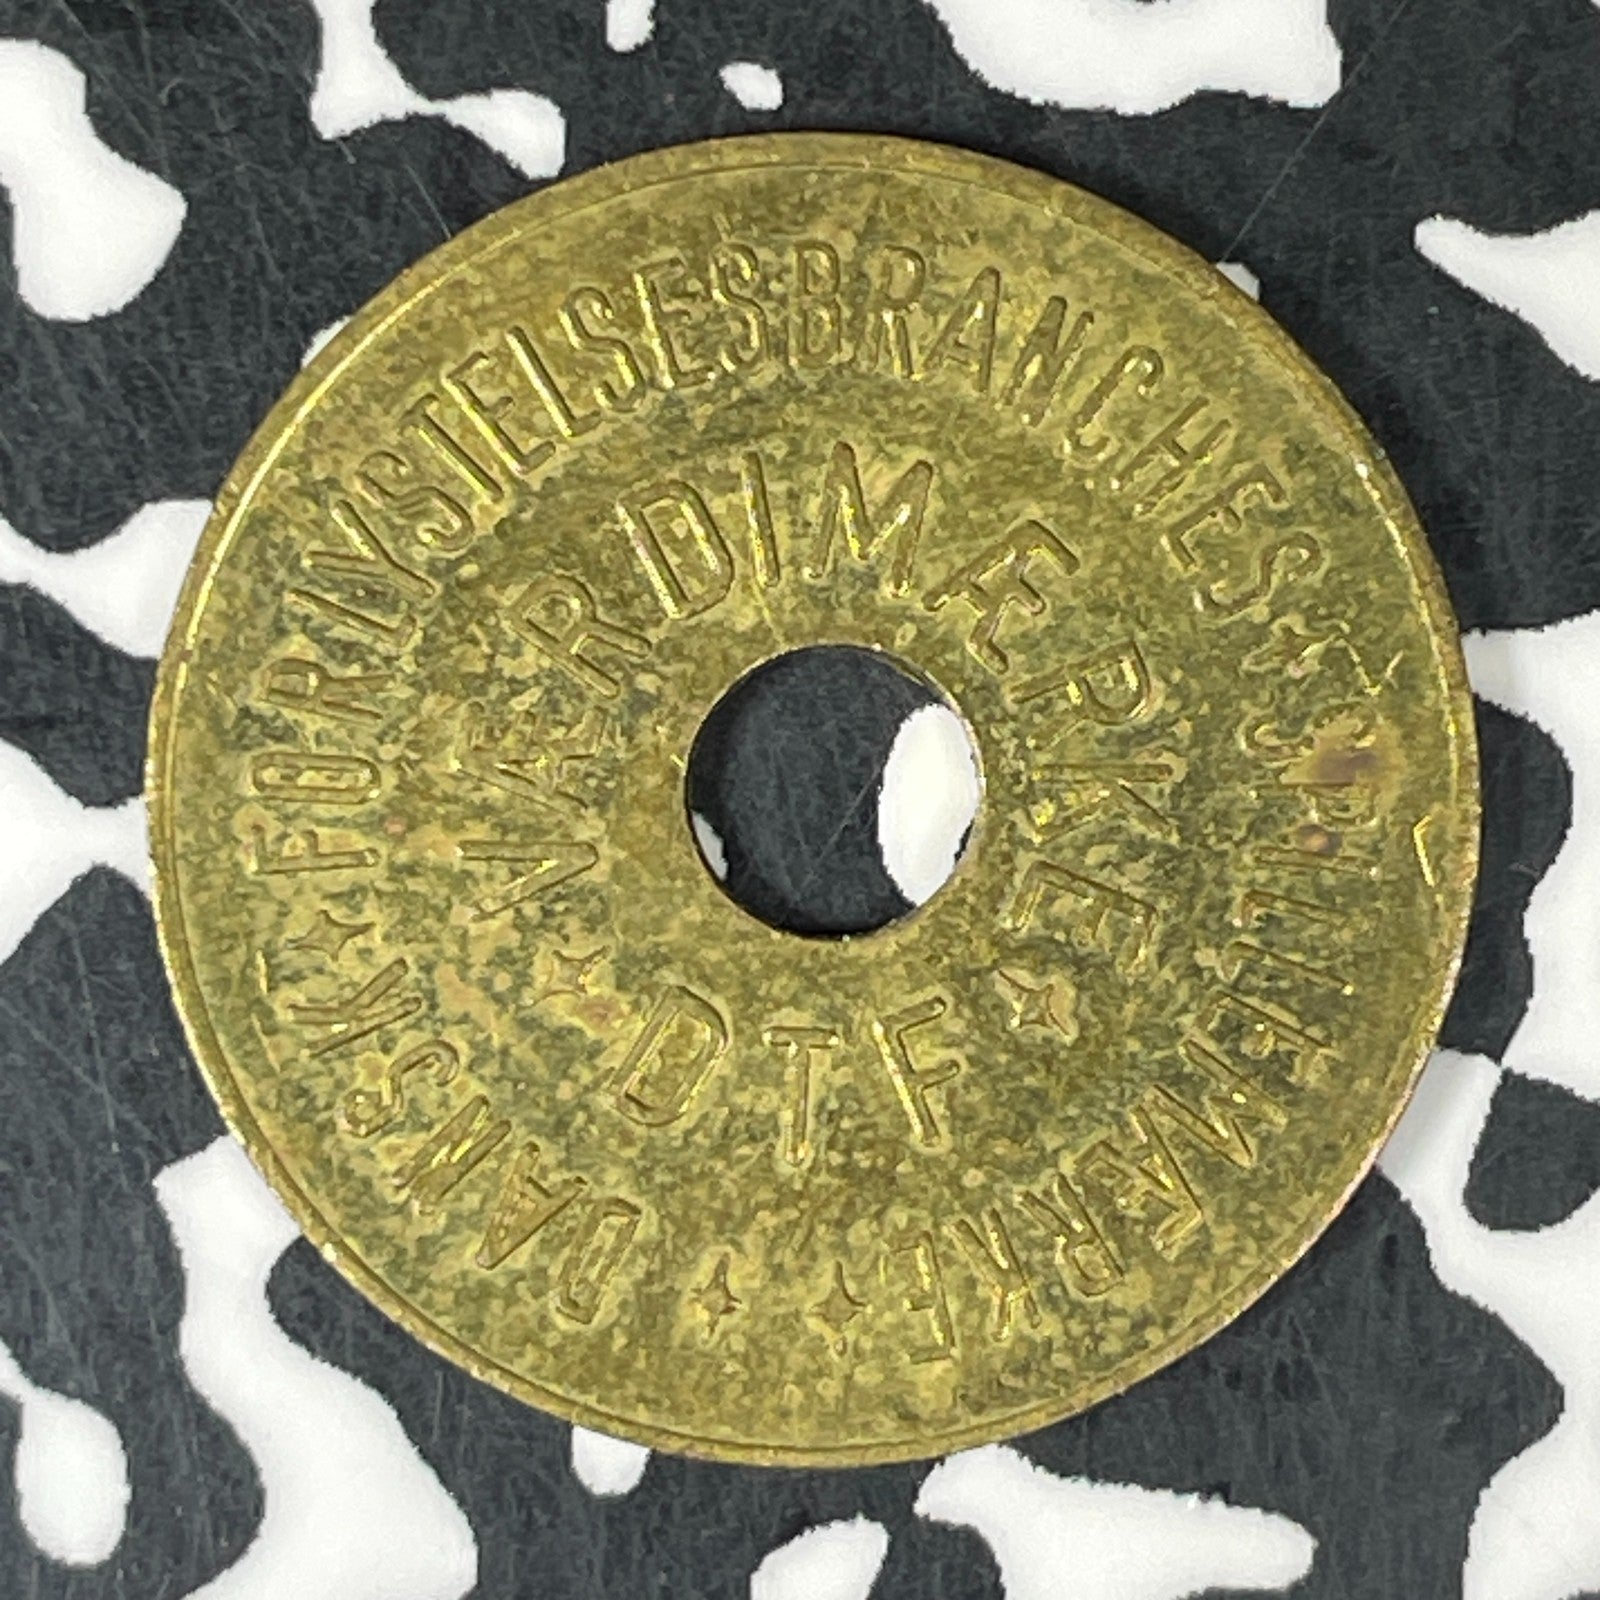 DANSK ✦ FORLYSTELSESBRANCHES ✦ SPILLEMÆRKE ✦ ✦
VÆRDIMÆRKE ✦
DTF ✦